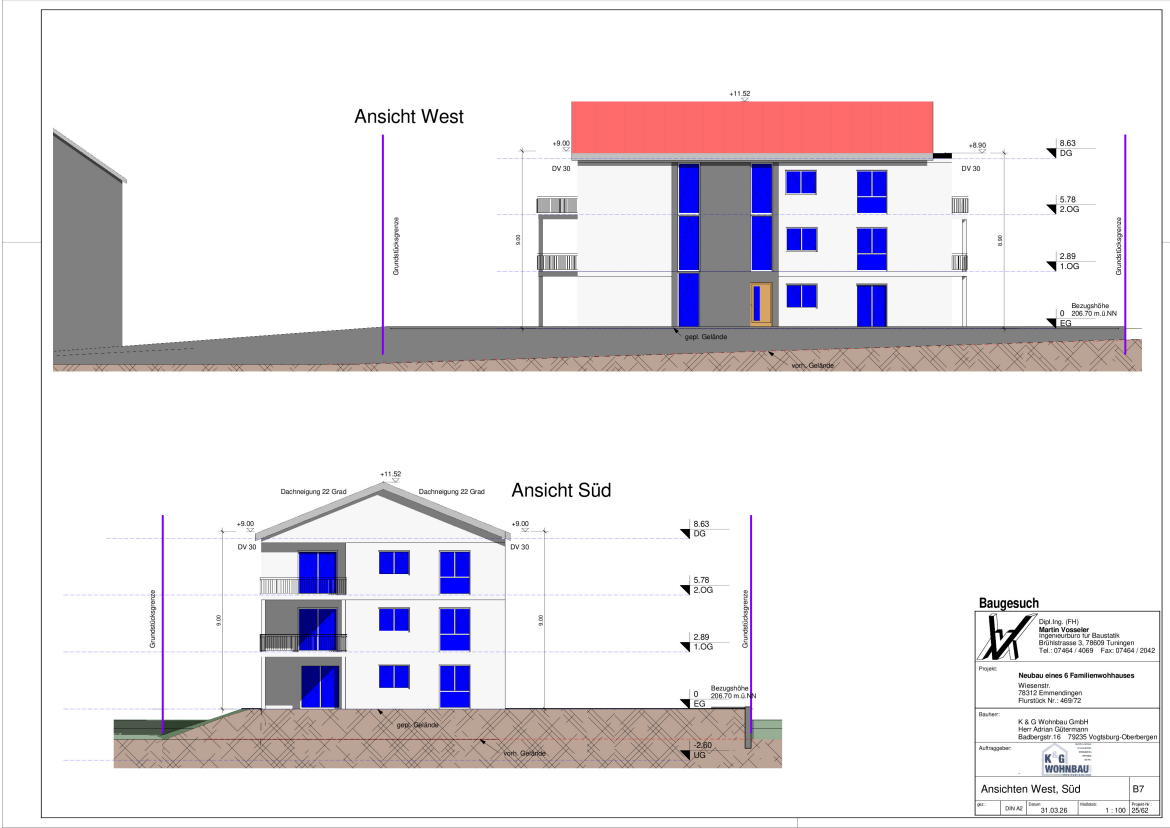 Ansicht West
+11.52
+9.00
DV 30
+8.90
DV 30
8.63
DG
5.78
2.OG
2.89
1.OG
Bezugshöhe
0 206.70 m.ü.NN
EG
Grundstücksgrenze
9.00
8.90
Grundstücksgrenze
gepl. Gelände
vorh. Gelände
Ansicht Süd
+11.52
Dachneigung 22 Grad
Dachneigung 22 Grad
+9.00
DV 30
+9.00
DV 30
8.63
DG
5.78
2.OG
2.89
1.OG
Bezugshöhe
0 206.70 m.ü.NN
EG
-2.60
UG
Grundstücksgrenze
9.00
9.00
Grundstücksgrenze
gepl. Gelände
vorh. Gelände
Baugesuch
Dipl.Ing. (FH)
Martin Vosseler
Ingenieurbüro für Baustatik
Brühlstrasse 3, 78609 Tuningen
Tel.: 07464 / 4069 Fax: 07464 / 2042
Projekt:
Neubau eines 6 Familienwohhauses
Wiesenstr.
78312 Emmendingen
Flurstück Nr.: 469/72
Bauherr:
K & G Wohnbau GmbH
Herr Adrian Gütermann
Badbergstr.16 79235 Vogtsburg-Oberbergen
Auftraggeber:
K&G
WOHNBAU
Ansichten West, Süd
B7
gez.:
DIN A2
Datum
31.03.26
Maßstab:
1 : 100
Projekt-Nr.:
25/62